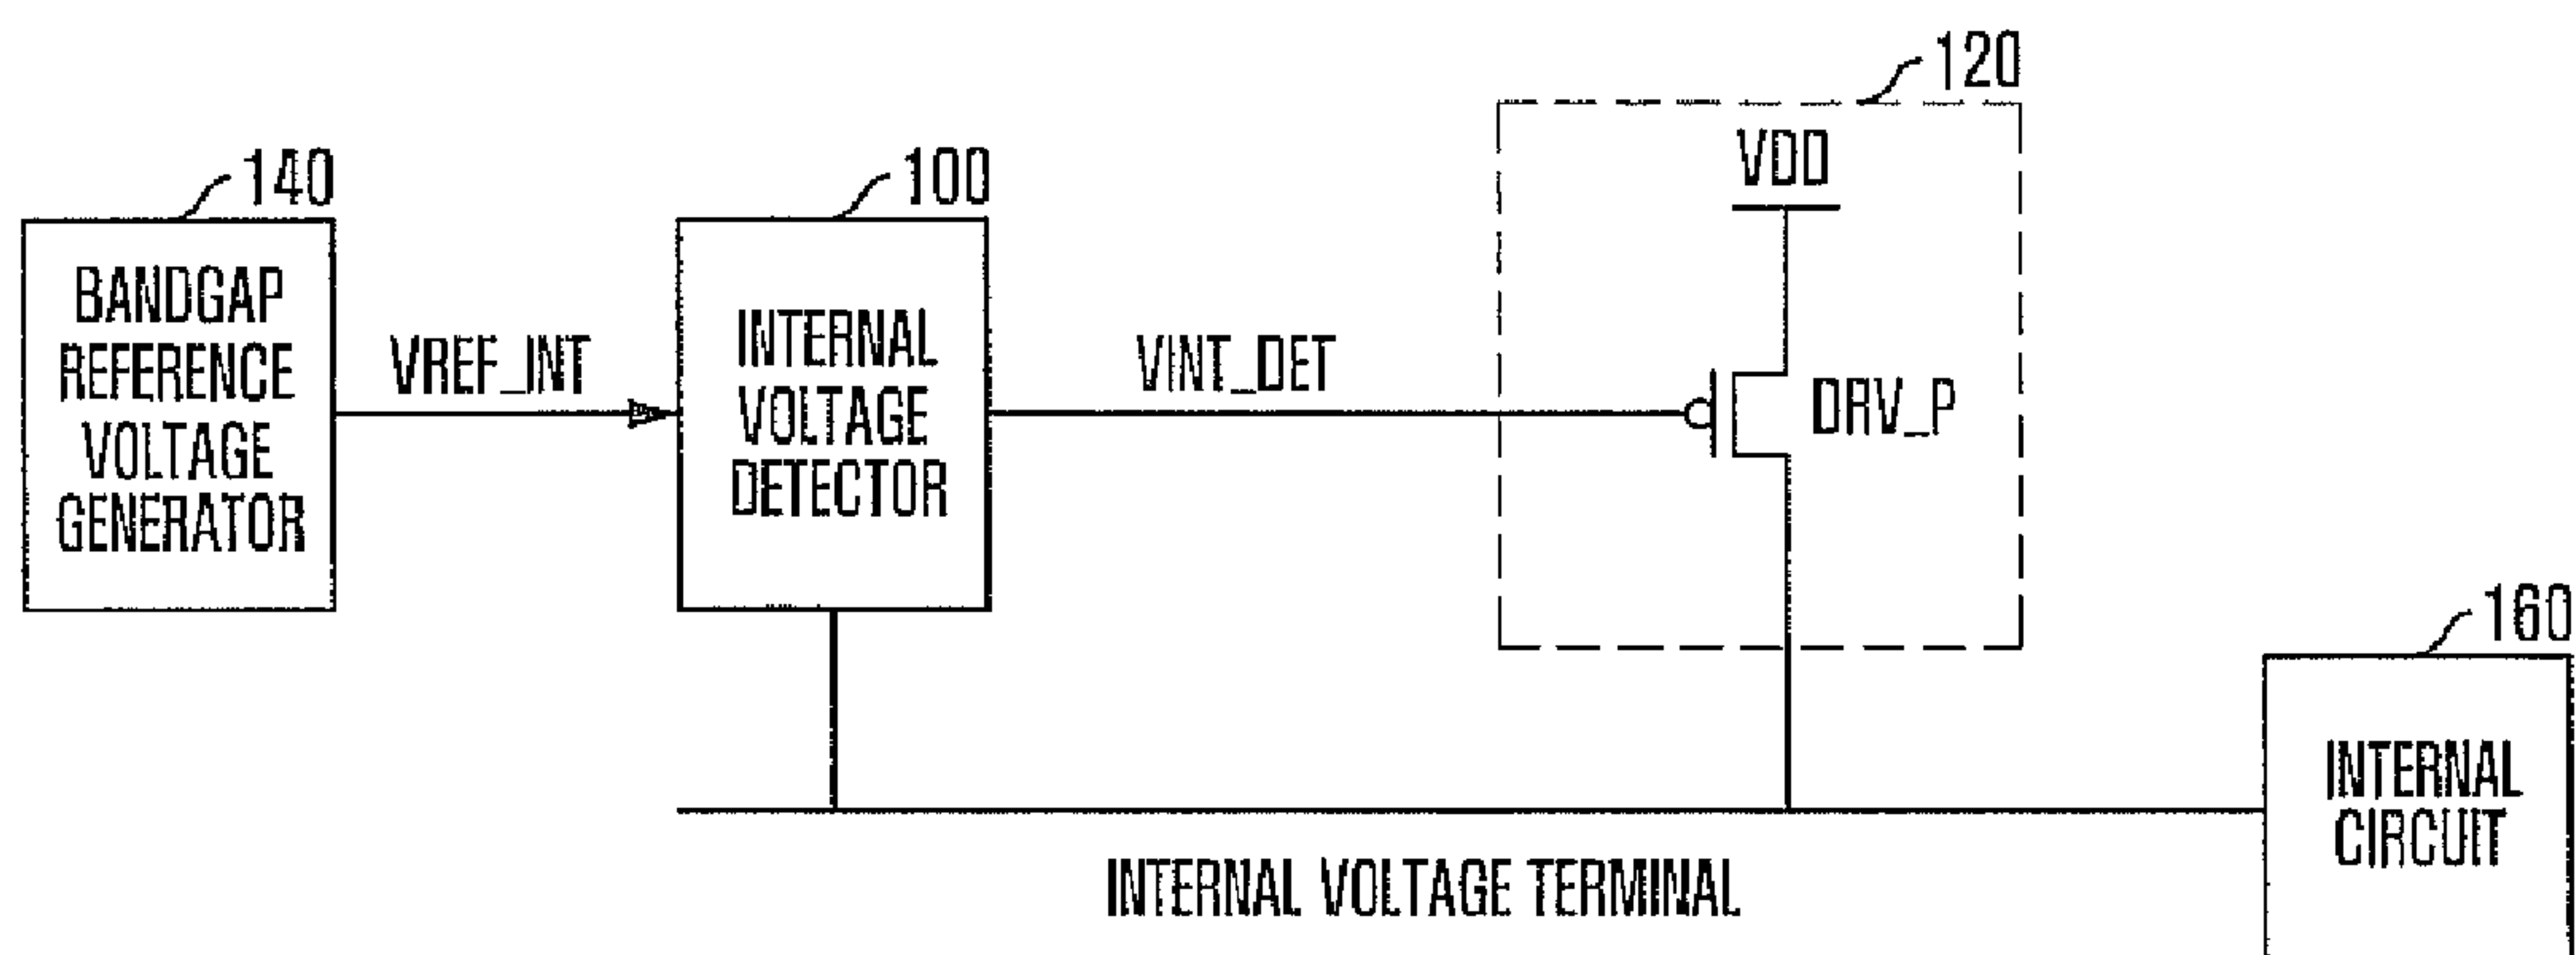 120
VDD
140
100
BANDGAP
REFERENCE
VOLTAGE
GENERATOR
VREF_INT
INTERNAL
VOLTAGE
DETECTOR
VINT_DET
DRV_P
160
INTERNAL
CIRCUIT
INTERNAL VOLTAGE TERMINAL